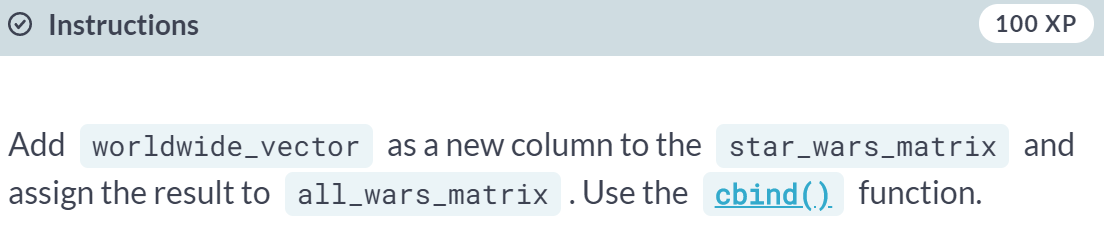 Instructions 100 XP
Add worldwide_vector as a new column to the star_wars_matrix and
assign the result to all_wars_matrix . Use the cbind() function.